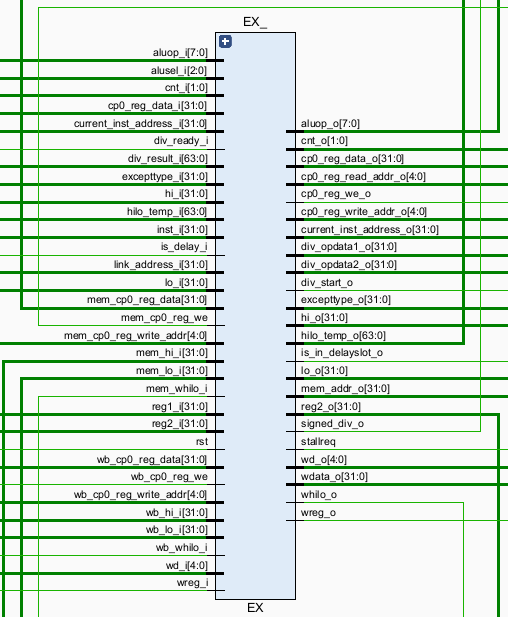 EX_
aluop_i[7:0]
alusel_i[2:0]
cnt_i[1:0]
cp0_reg_data_i[31:0]
current_inst_address_i[31:0]
div_ready_i
div_result_i[63:0]
excepttype_i[31:0]
hi_i[31:0]
hilo_temp_i[63:0]
inst_i[31:0]
is_delay_i
link_address_i[31:0]
lo_i[31:0]
mem_cp0_reg_data[31:0]
mem_cp0_reg_we
mem_cp0_reg_write_addr[4:0]
mem_hi_i[31:0]
mem_lo_i[31:0]
mem_whilo_i
reg1_i[31:0]
reg2_i[31:0]
rst
wb_cp0_reg_data[31:0]
wb_cp0_reg_we
wb_cp0_reg_write_addr[4:0]
wb_hi_i[31:0]
wb_lo_i[31:0]
wb_whilo_i
wd_i[4:0]
wreg_i
aluop_o[7:0]
cnt_o[1:0]
cp0_reg_data_o[31:0]
cp0_reg_read_addr_o[4:0]
cp0_reg_we_o
cp0_reg_write_addr_o[4:0]
current_inst_address_o[31:0]
div_opdata1_o[31:0]
div_opdata2_o[31:0]
div_start_o
excepttype_o[31:0]
hi_o[31:0]
hilo_temp_o[63:0]
is_in_delayslot_o
lo_o[31:0]
mem_addr_o[31:0]
reg2_o[31:0]
signed_div_o
stallreq
wd_o[4:0]
wdata_o[31:0]
whilo_o
wreg_o
EX